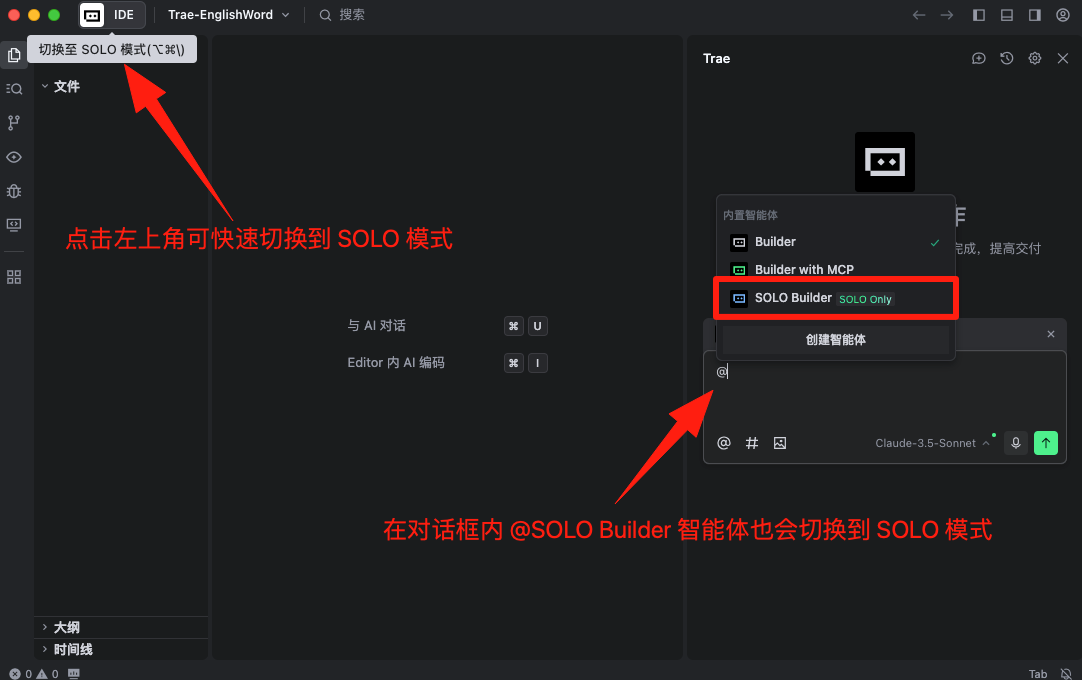 IDE
Trae-EnglishWord
搜索
切换至 SOLO 模式(⌥⌘\)
文件
点击左上角可快速切换到 SOLO 模式
与 AI 对话 ⌘ U
Editor 内 AI 编码 ⌘ I
Trae
完成，提高交付
内置智能体
Builder
Builder with MCP
SOLO Builder SOLO Only
创建智能体
@
@ # Claude-3.5-Sonnet
在对话框内 @SOLO Builder 智能体也会切换到 SOLO 模式
大纲
时间线
0 0
Tab